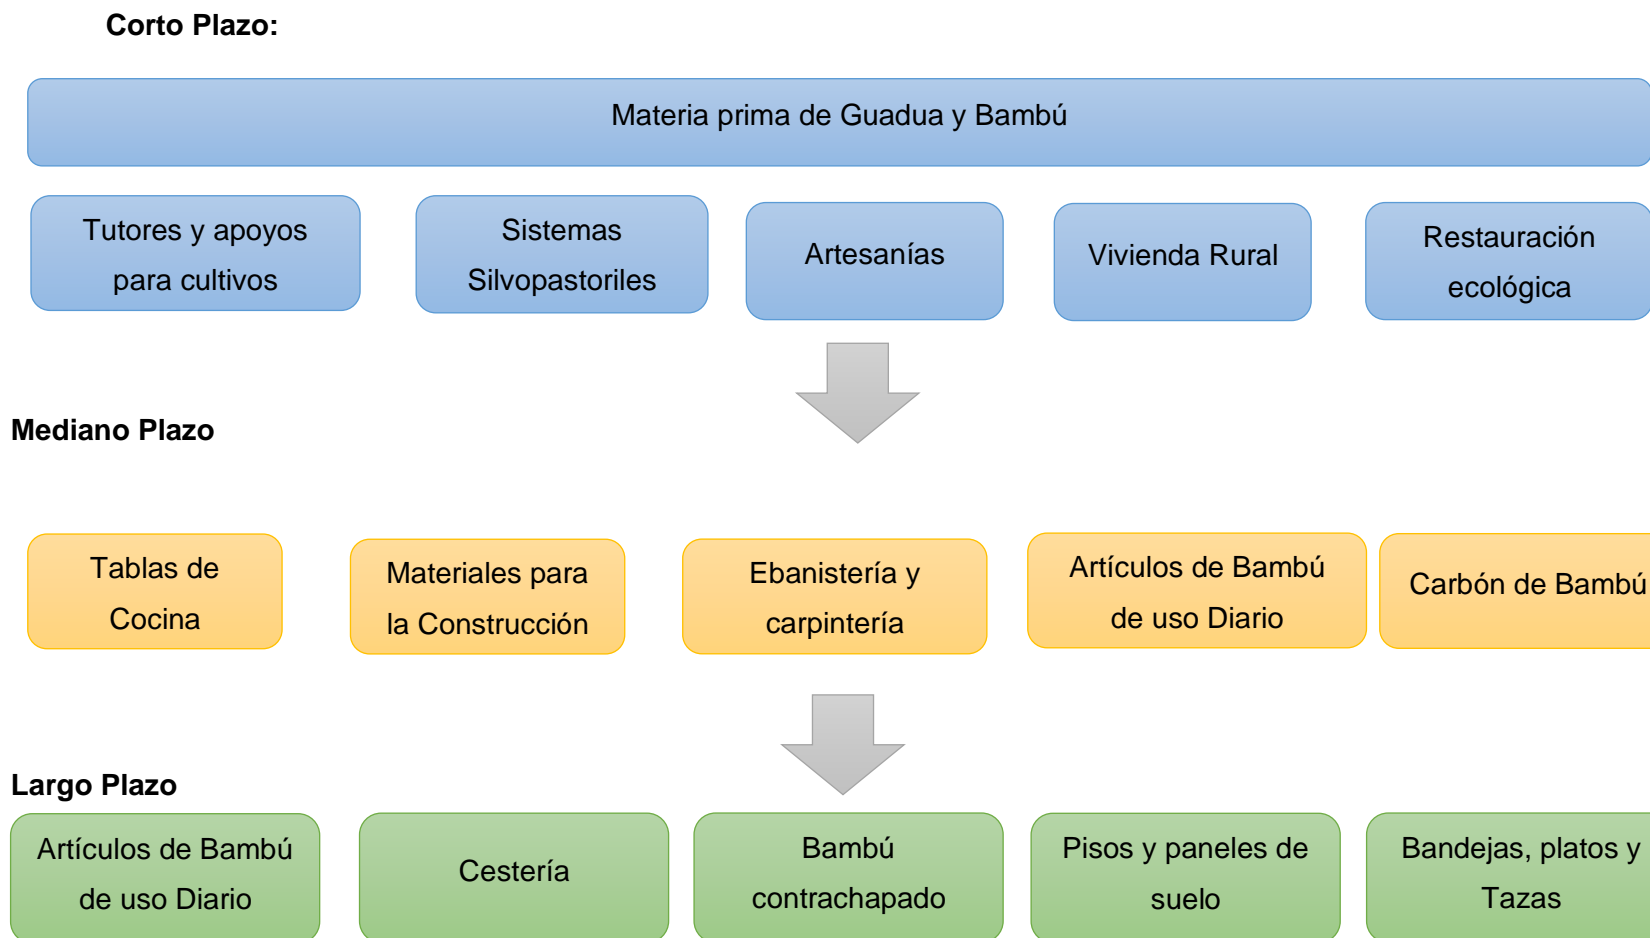 Corto Plazo:
Materia prima de Guadua y Bambú
Tutores y apoyos
para cultivos
Sistemas
Silvopastoriles
Artesanías
Vivienda Rural
Restauración
ecológica
Mediano Plazo
Tablas de
Cocina
Materiales para
la Construcción
Ebanistería y
carpintería
Artículos de Bambú
de uso Diario
Carbón de Bambú
Largo Plazo
Artículos de Bambú
de uso Diario
Cestería
Bambú
contrachapado
Pisos y paneles de
suelo
Bandejas, platos y
Tazas